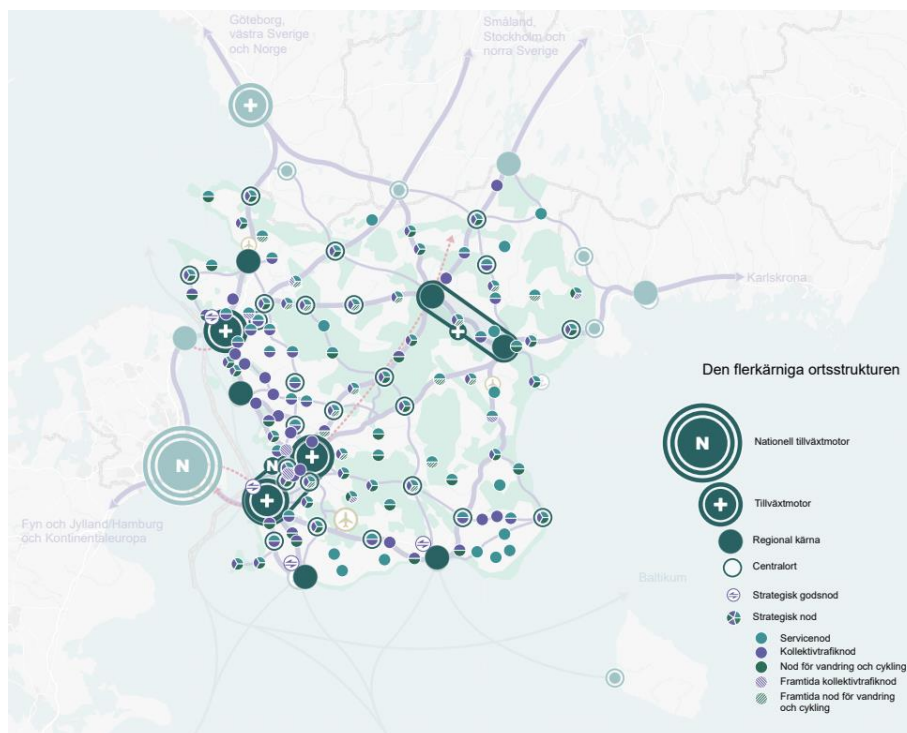 Göteborg,
västra Sverige
och Norge
Småland,
Stockholm och
norra Sverige
Karlskrona
Den flerkärniga ortsstrukturen
N
Nationell tillväxtmotor
N
N
Tillväxtmotor
Fyn och Jylland/Hamburg
och Kontinentaleuropa
Regional kärna
Centralort
Baltikum
Strategisk godsnod
Strategisk nod
Servicenod
Kollektivtrafiknod
Nod för vandring och cykling
Framtida kollektivtrafiknod
Framtida nod för vandring
och cykling